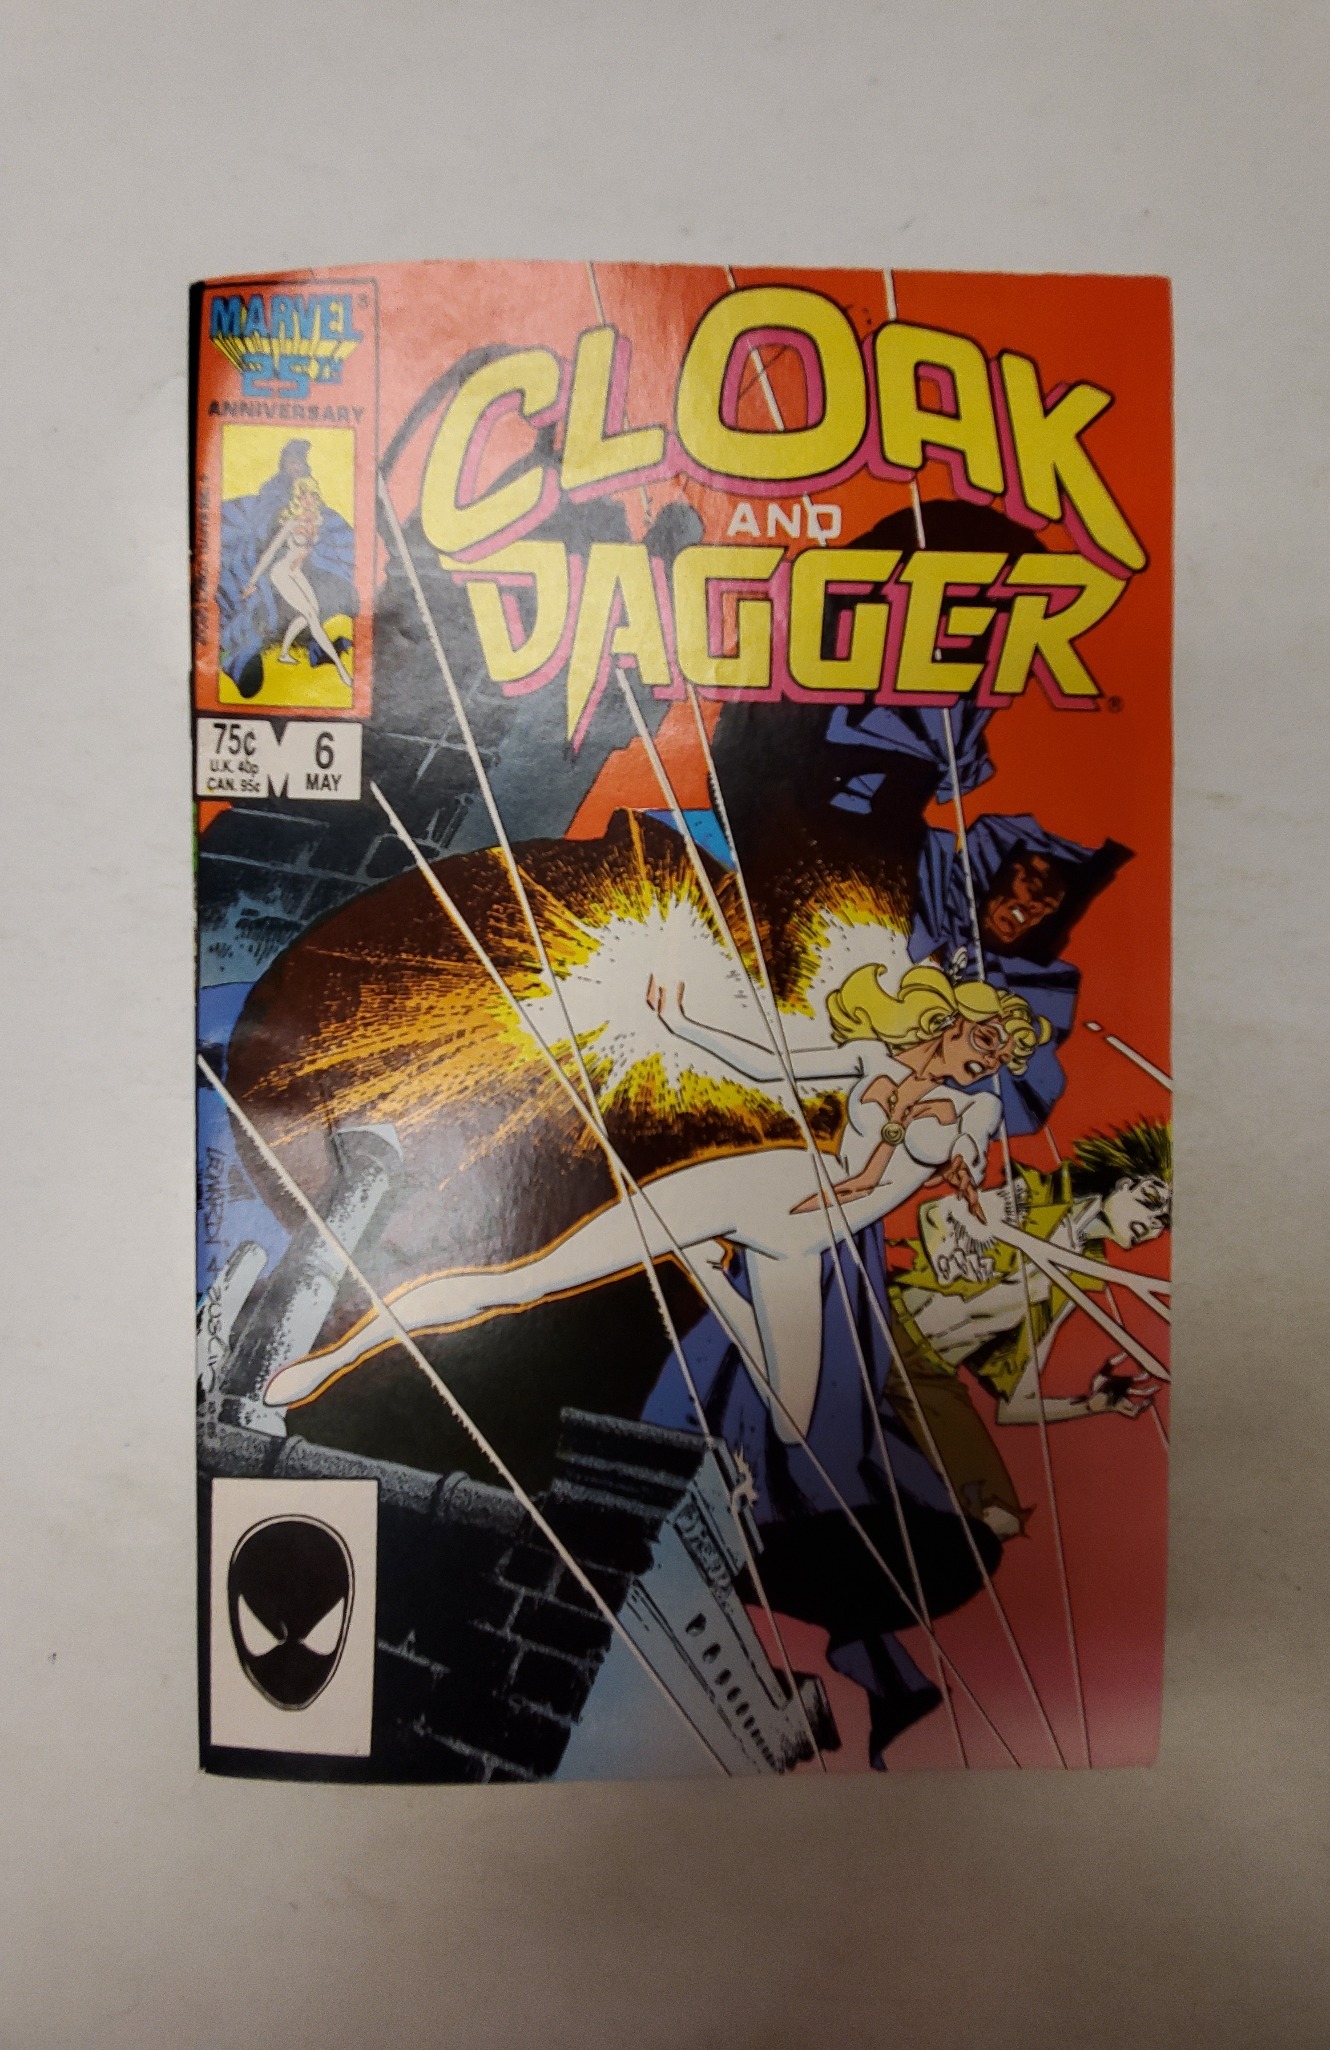 MARVEL®
25TH
ANNIVERSARY
CLOAK
AND
DAGGER®
75¢
U.K. 40p
CAN. 95¢
6
MAY